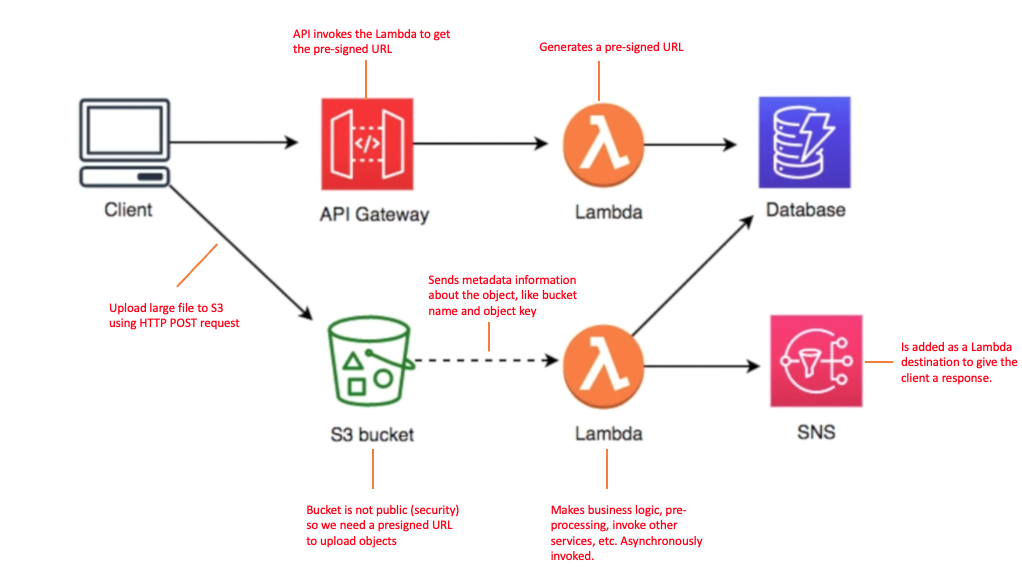 API invokes the Lambda to get
the pre-signed URL
Generates a pre-signed URL
</>
Client
API Gateway
Lambda
Database
Upload large file to S3
using HTTP POST request
Sends metadata information
about the object, like bucket
name and object key
Is added as a Lambda
destination to give the
client a response.
S3 bucket
Lambda
SNS
Bucket is not public (security)
so we need a presigned URL
to upload objects
Makes business logic, pre-
processing, invoke other
services, etc. Asynchronously
invoked.